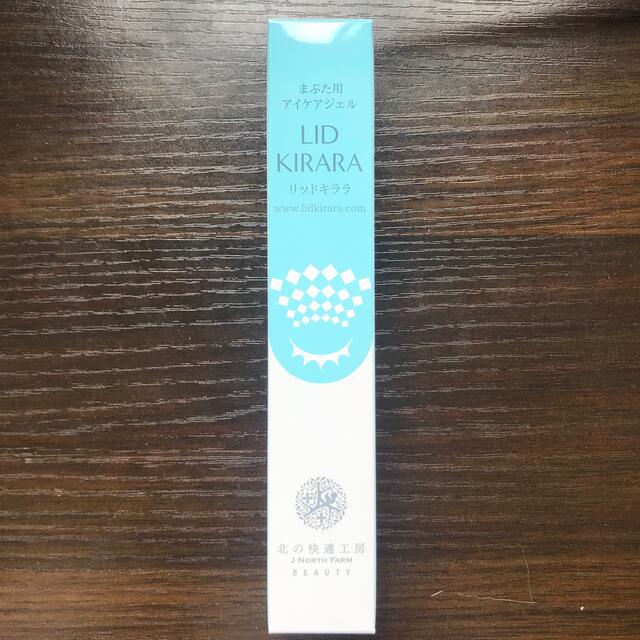 まぶた用
アイケアジェル
LID
KIRARA
リッドキララ
www.lidkirara.com
北の快適工房
J NORTH FARM
BEAUTY